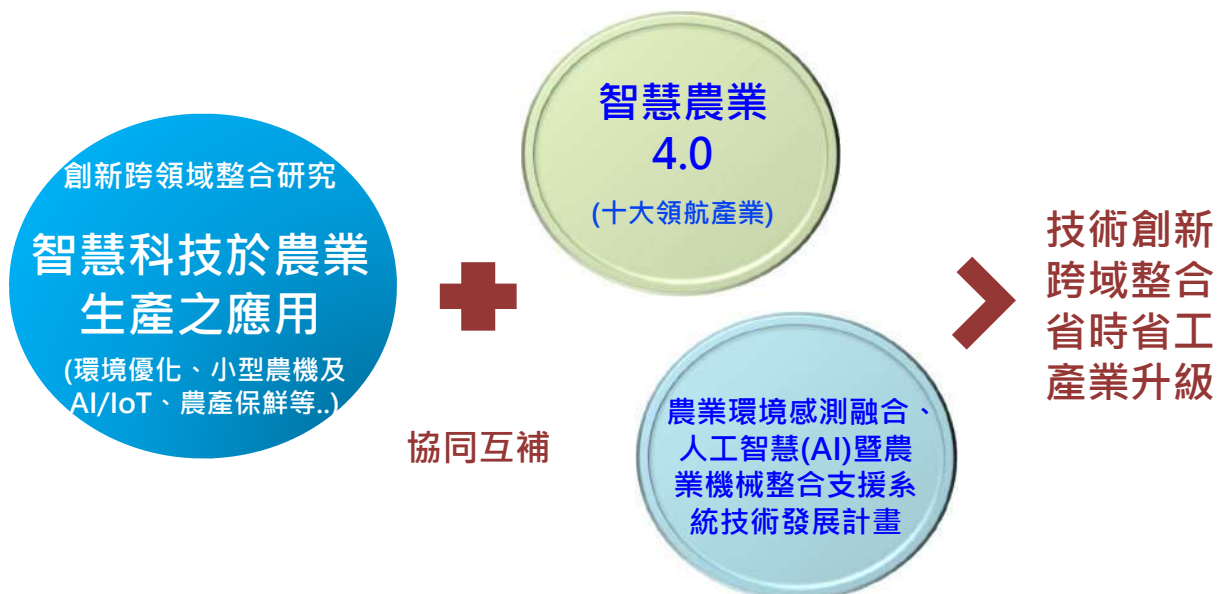 創新跨領域整合研究
智慧科技於農業
生產之應用
(環境優化、小型農機及
AI/IoT、農產保鮮等..)
協同互補
智慧農業
4.0
(十大領航產業)
農業環境感測融合、
人工智慧(AI)暨農
業機械整合支援系
統技術發展計畫
技術創新
跨域整合
省時省工
產業升級